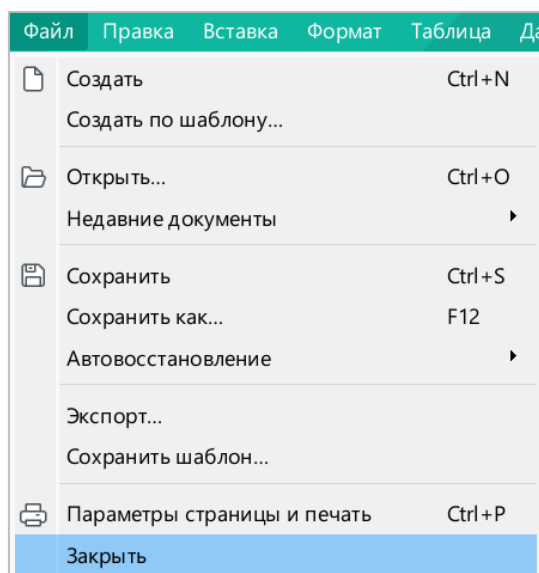 Файл Правка Вставка Формат Таблица
Создать Ctrl+N
Создать по шаблону...
Открыть... Ctrl+O
Недавние документы
Сохранить Ctrl+S
Сохранить как... F12
Автовосстановление
Экспорт...
Сохранить шаблон...
Параметры страницы и печать Ctrl+P
Закрыть